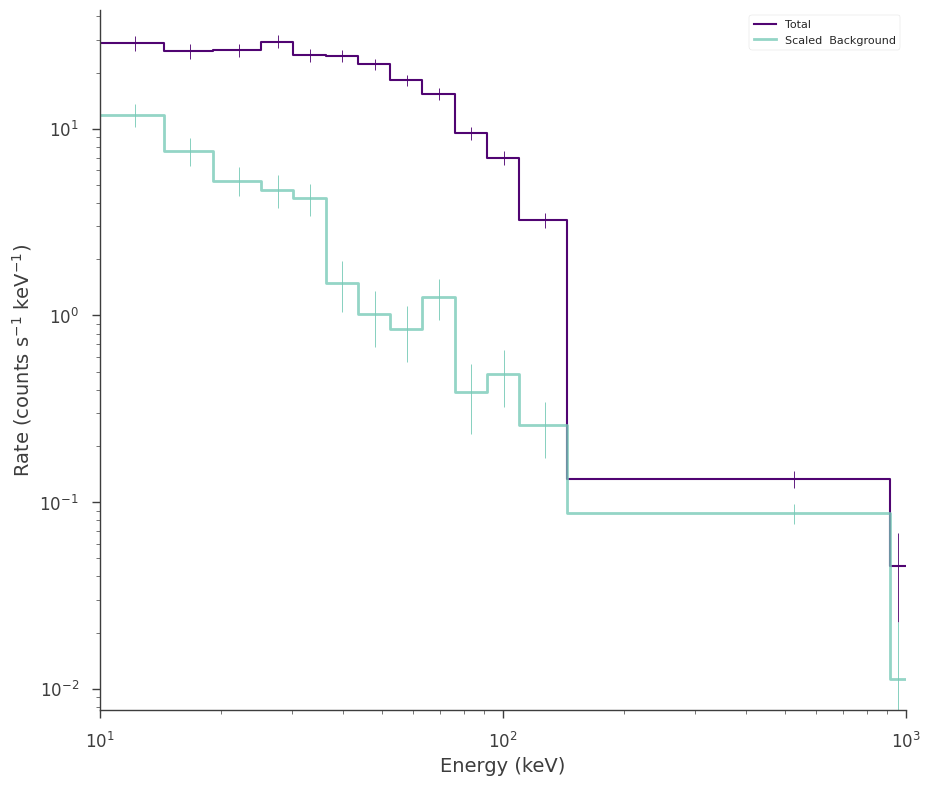 Total
Scaled  Background
10¹
10⁰
10⁻¹
10⁻²
Rate (counts s⁻¹ keV⁻¹)
10¹
10²
10³
Energy (keV)